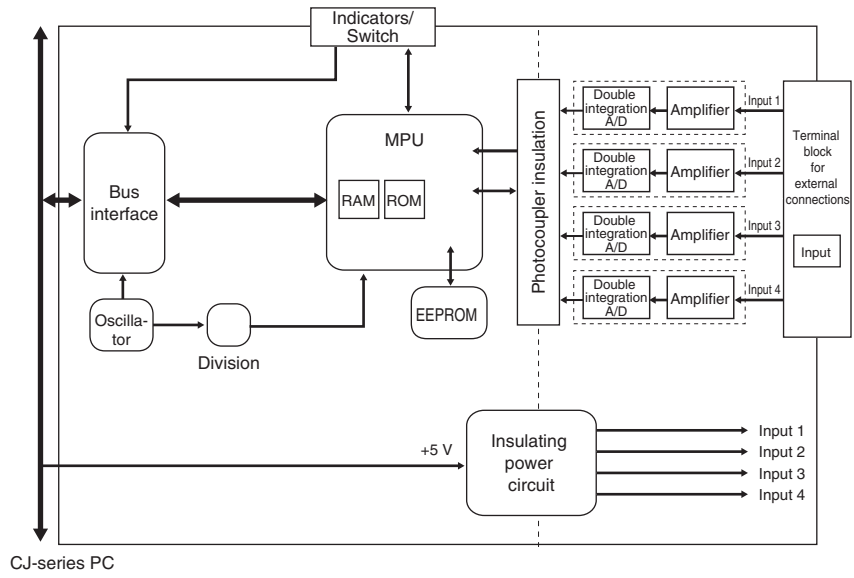 Indicators/
Switch
Bus
interface
MPU
RAM
ROM
EEPROM
Oscilla-
tor
Division
Photocoupler insulation
Double
integration
A/D
Amplifier
Input 1
Double
integration
A/D
Amplifier
Input 2
Double
integration
A/D
Amplifier
Input 3
Double
integration
A/D
Amplifier
Input 4
Terminal
block
for
external
connections
Input
+5 V
Insulating
power
circuit
Input 1
Input 2
Input 3
Input 4
CJ-series PC